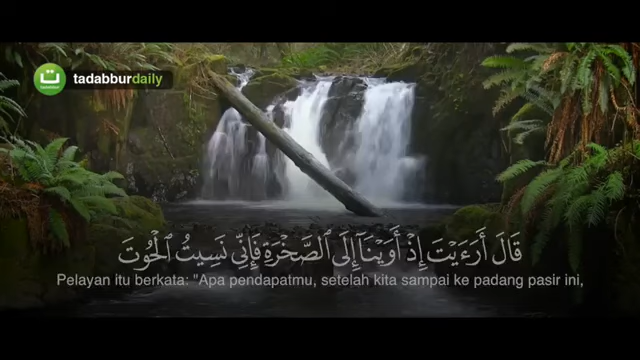 tadabburdaily
قَالَ أَرَءَيْتَ إِذْ أَوَيْنَآ إِلَى ٱلصَّخْرَةِ فَإِنِّى نَسِيتُ ٱلْحُوتَ
Pelayan itu berkata: "Apa pendapatmu, setelah kita sampai ke padang pasir ini,